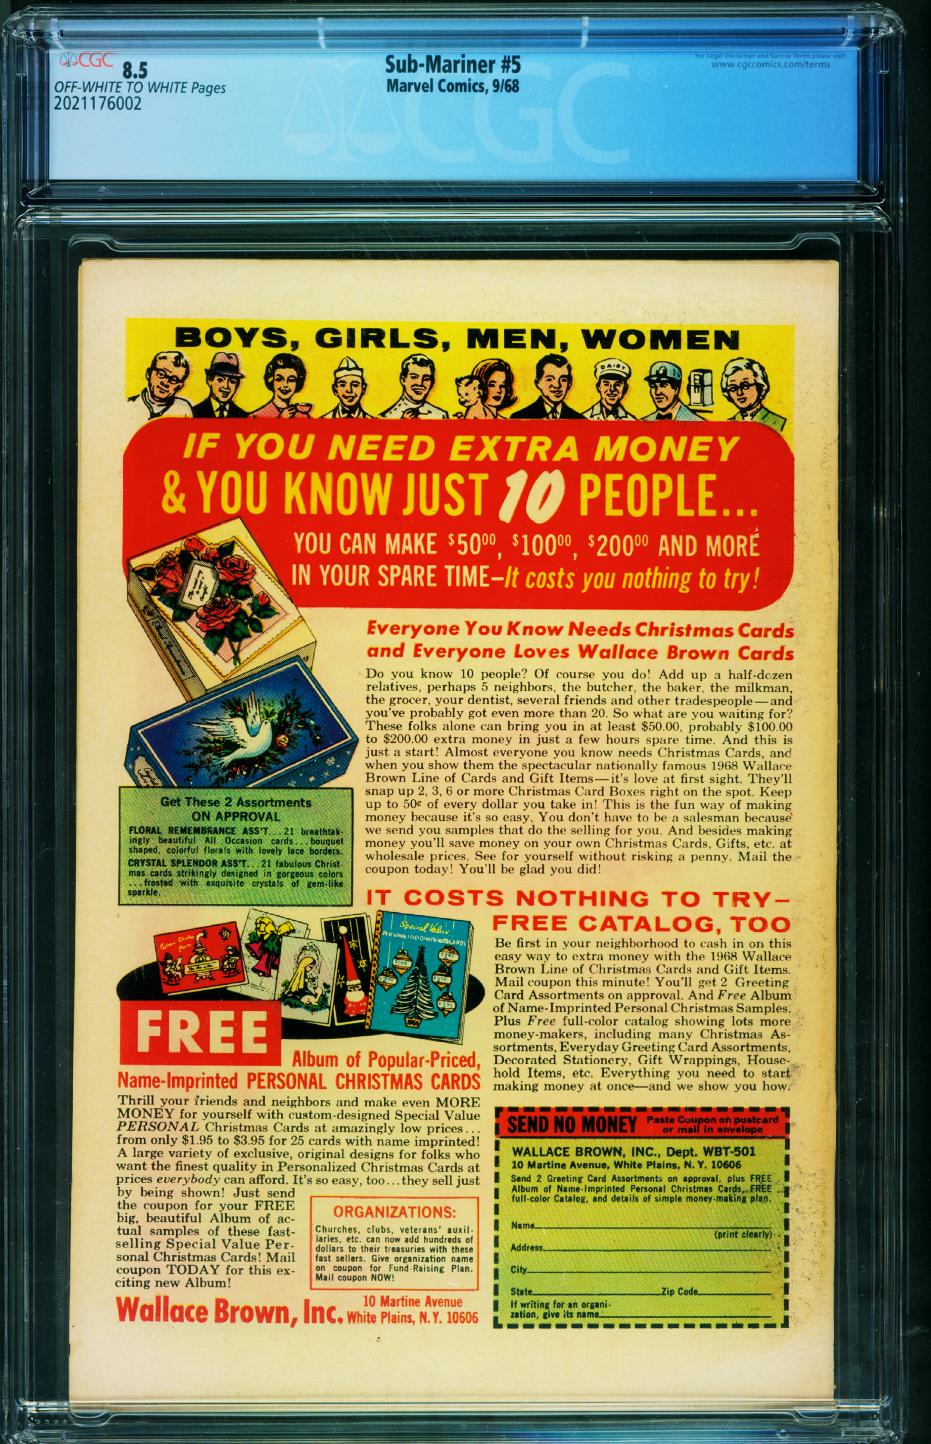 CGC 8.5
OFF-WHITE TO WHITE Pages
2021176002
Sub-Mariner #5
Marvel Comics, 9/68
For Legal Disclaimer and Service Terms please visit:
www.cgccomics.com/terms
CGC
BOYS, GIRLS, MEN, WOMEN
DAIRY
IF YOU NEED EXTRA MONEY
& YOU KNOW JUST 10 PEOPLE...
YOU CAN MAKE $5000, $10000, $20000 AND MORE
IN YOUR SPARE TIME—It costs you nothing to try!
Everyone You Know Needs Christmas Cards
and Everyone Loves Wallace Brown Cards
Do you know 10 people? Of course you do! Add up a half-dozen
relatives, perhaps 5 neighbors, the butcher, the baker, the milkman,
the grocer, your dentist, several friends and other tradespeople—and
you've probably got even more than 20. So what are you waiting for?
These folks alone can bring you in at least $50.00, probably $100.00
to $200.00 extra money in just a few hours spare time. And this is
just a start! Almost everyone you know needs Christmas Cards, and
when you show them the spectacular nationally famous 1968 Wallace
Brown Line of Cards and Gift Items—it's love at first sight. They'll
snap up 2, 3, 6 or more Christmas Card Boxes right on the spot. Keep
up to 50¢ of every dollar you take in! This is the fun way of making
money because it's so easy. You don't have to be a salesman because
we send you samples that do the selling for you. And besides making
money you'll save money on your own Christmas Cards, Gifts, etc. at
wholesale prices. See for yourself without risking a penny. Mail the
coupon today! You'll be glad you did!
Get These 2 Assortments
ON APPROVAL
FLORAL REMEMBRANCE ASS'T...21 breathtak-
ingly beautiful All Occasion cards...bouquet
shaped, colorful florals with lovely lace borders.
CRYSTAL SPLENDOR ASS'T...21 fabulous Christ-
mas cards strikingly designed in gorgeous colors
...frosted with exquisite crystals of gem-like
sparkle.
IT COSTS NOTHING TO TRY—
FREE CATALOG, TOO
Be first in your neighborhood to cash in on this
easy way to extra money with the 1968 Wallace
Brown Line of Christmas Cards and Gift Items.
Mail coupon this minute! You'll get 2 Greeting
Card Assortments on approval. And Free Album
of Name-Imprinted Personal Christmas Samples.
Plus Free full-color catalog showing lots more
money-makers, including many Christmas As-
sortments, Everyday Greeting Card Assortments,
Decorated Stationery, Gift Wrappings, House-
hold Items, etc. Everything you need to start
making money at once—and we show you how.
Special Value
FREE
Album of Popular-Priced,
Name-Imprinted PERSONAL CHRISTMAS CARDS
Thrill your friends and neighbors and make even MORE
MONEY for yourself with custom-designed Special Value
PERSONAL Christmas Cards at amazingly low prices...
from only $1.95 to $3.95 for 25 cards with name imprinted!
A large variety of exclusive, original designs for folks who
want the finest quality in Personalized Christmas Cards at
prices everybody can afford. It's so easy, too...they sell just
by being shown! Just send
the coupon for your FREE
big, beautiful Album of ac-
tual samples of these fast-
selling Special Value Per-
sonal Christmas Cards! Mail
coupon TODAY for this ex-
citing new Album!
ORGANIZATIONS:
Churches, clubs, veterans' auxil-
iaries, etc. can now add hundreds of
dollars to their treasuries with these
fast sellers. Give organization name
on coupon for Fund-Raising Plan.
Mail coupon NOW!
Wallace Brown, Inc. 10 Martine Avenue
White Plains, N.Y. 10606
SEND NO MONEY Paste Coupon on postcard
or mail in envelope
WALLACE BROWN, INC., Dept. WBT-501
10 Martine Avenue, White Plains, N. Y. 10606
Send 2 Greeting Card Assortments on approval, plus FREE
Album of Name-Imprinted Personal Christmas Cards, FREE
full-color Catalog, and details of simple money-making plan.
Name
(print clearly)
Address
City
State Zip Code
If writing for an organi-
zation, give its name